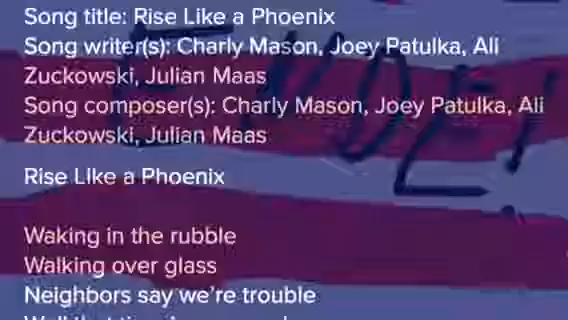 Song title: Rise Like a Phoenix
Song writer(s): Charly Mason, Joey Patulka, Ali
Zuckowski, Julian Maas
Song composer(s): Charly Mason, Joey Patulka, Ali
Zuckowski, Julian Maas
Rise LIke a Phoenix
Waking in the rubble
Walking over glass
Neighbors say we’re trouble